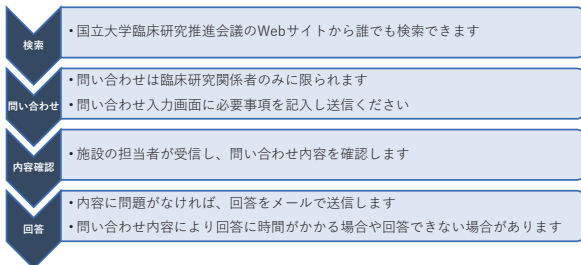 検索
・国立大学臨床研究推進会議のWebサイトから誰でも検索できます
問い合わせ
・問い合わせは臨床研究関係者のみに限られます
・問い合わせ入力画面に必要事項を記入し送信ください
内容確認
・施設の担当者が受信し、問い合わせ内容を確認します
回答
・内容に問題がなければ、回答をメールで送信します
・問い合わせ内容により回答に時間がかかる場合や回答できない場合があります